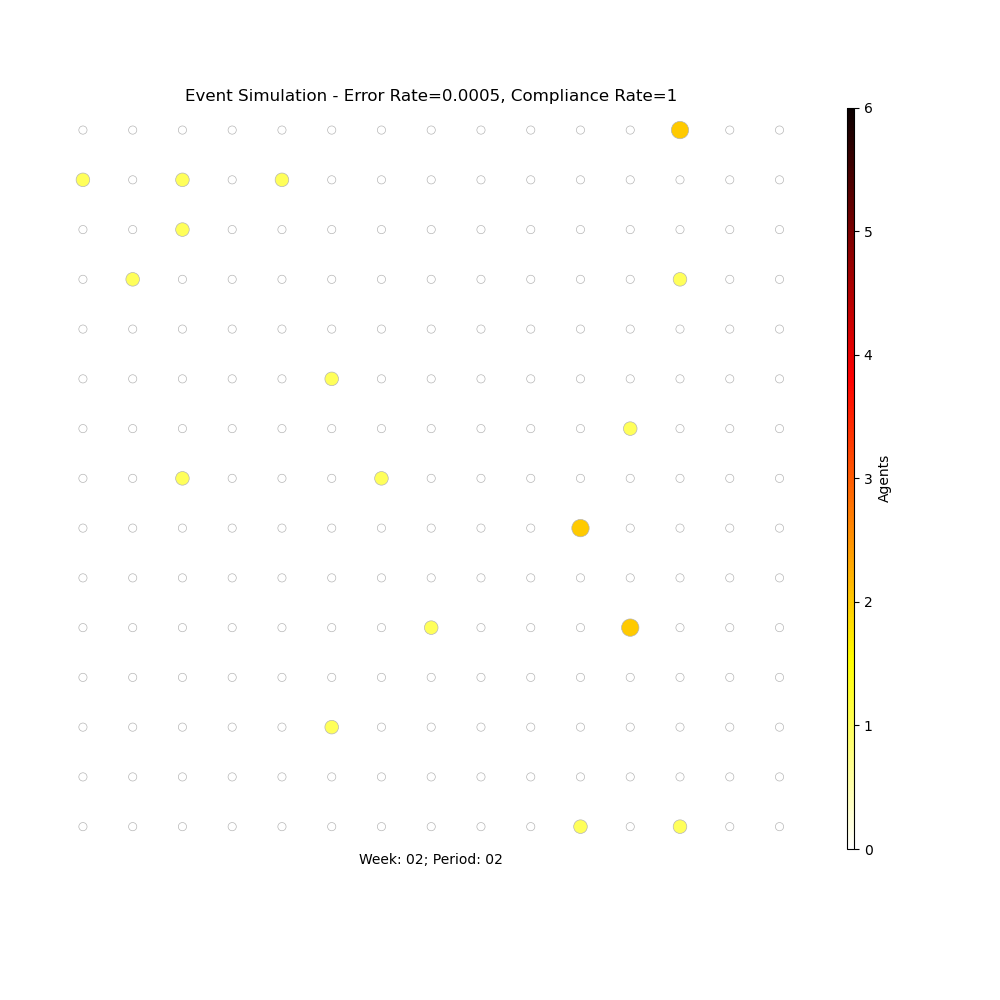 Event Simulation - Error Rate=0.0005, Compliance Rate=1
6
5
4
3
2
1
0
Agents
Week: 02; Period: 02